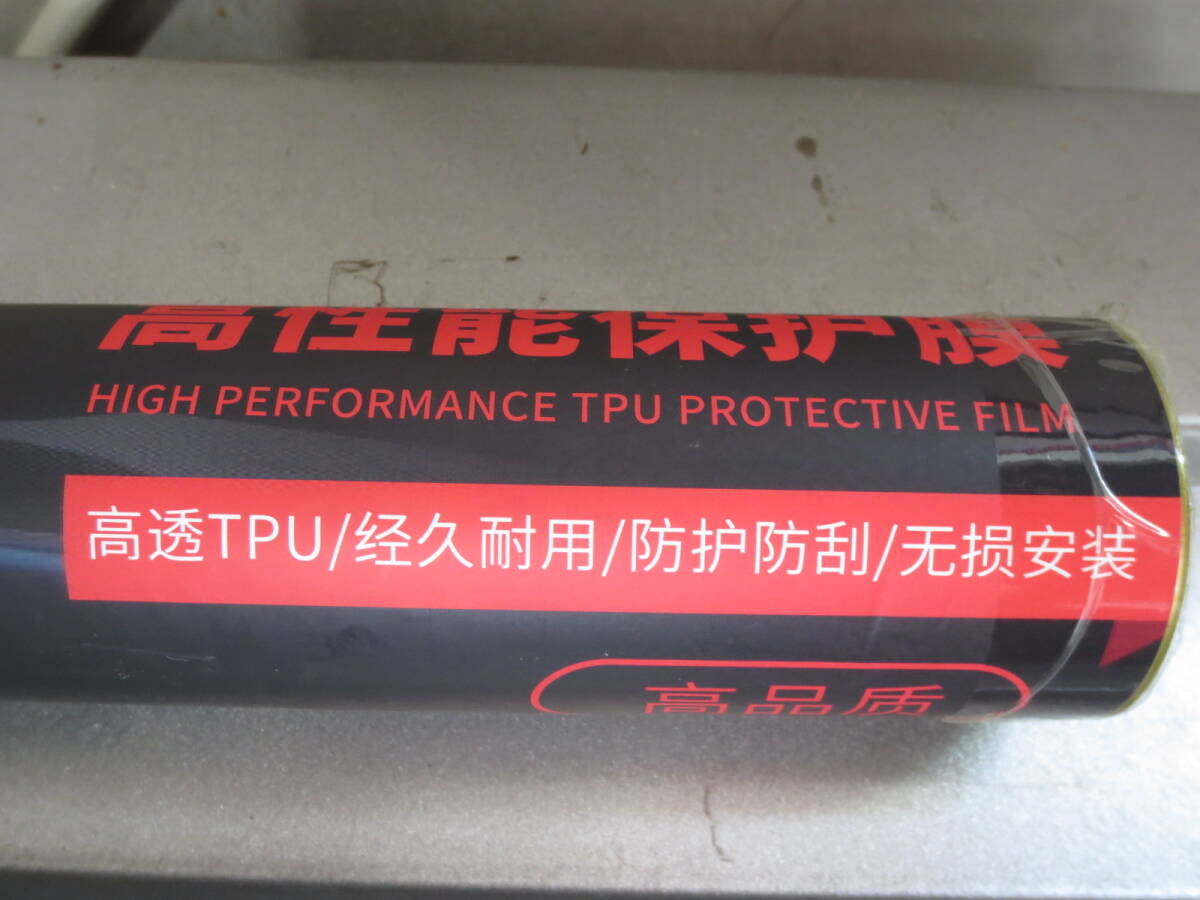 高性能保护膜
HIGH PERFORMANCE TPU PROTECTIVE FILM
高透TPU/经久耐用/防护防刮/无损安装
高品质